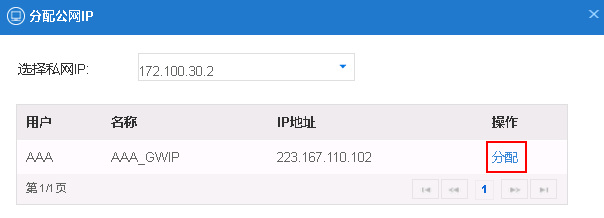 分配公网IP
选择私网IP: 172.100.30.2
用户 名称 IP地址 操作
AAA AAA_GWIP 223.167.110.102 分配
第1/1页 1